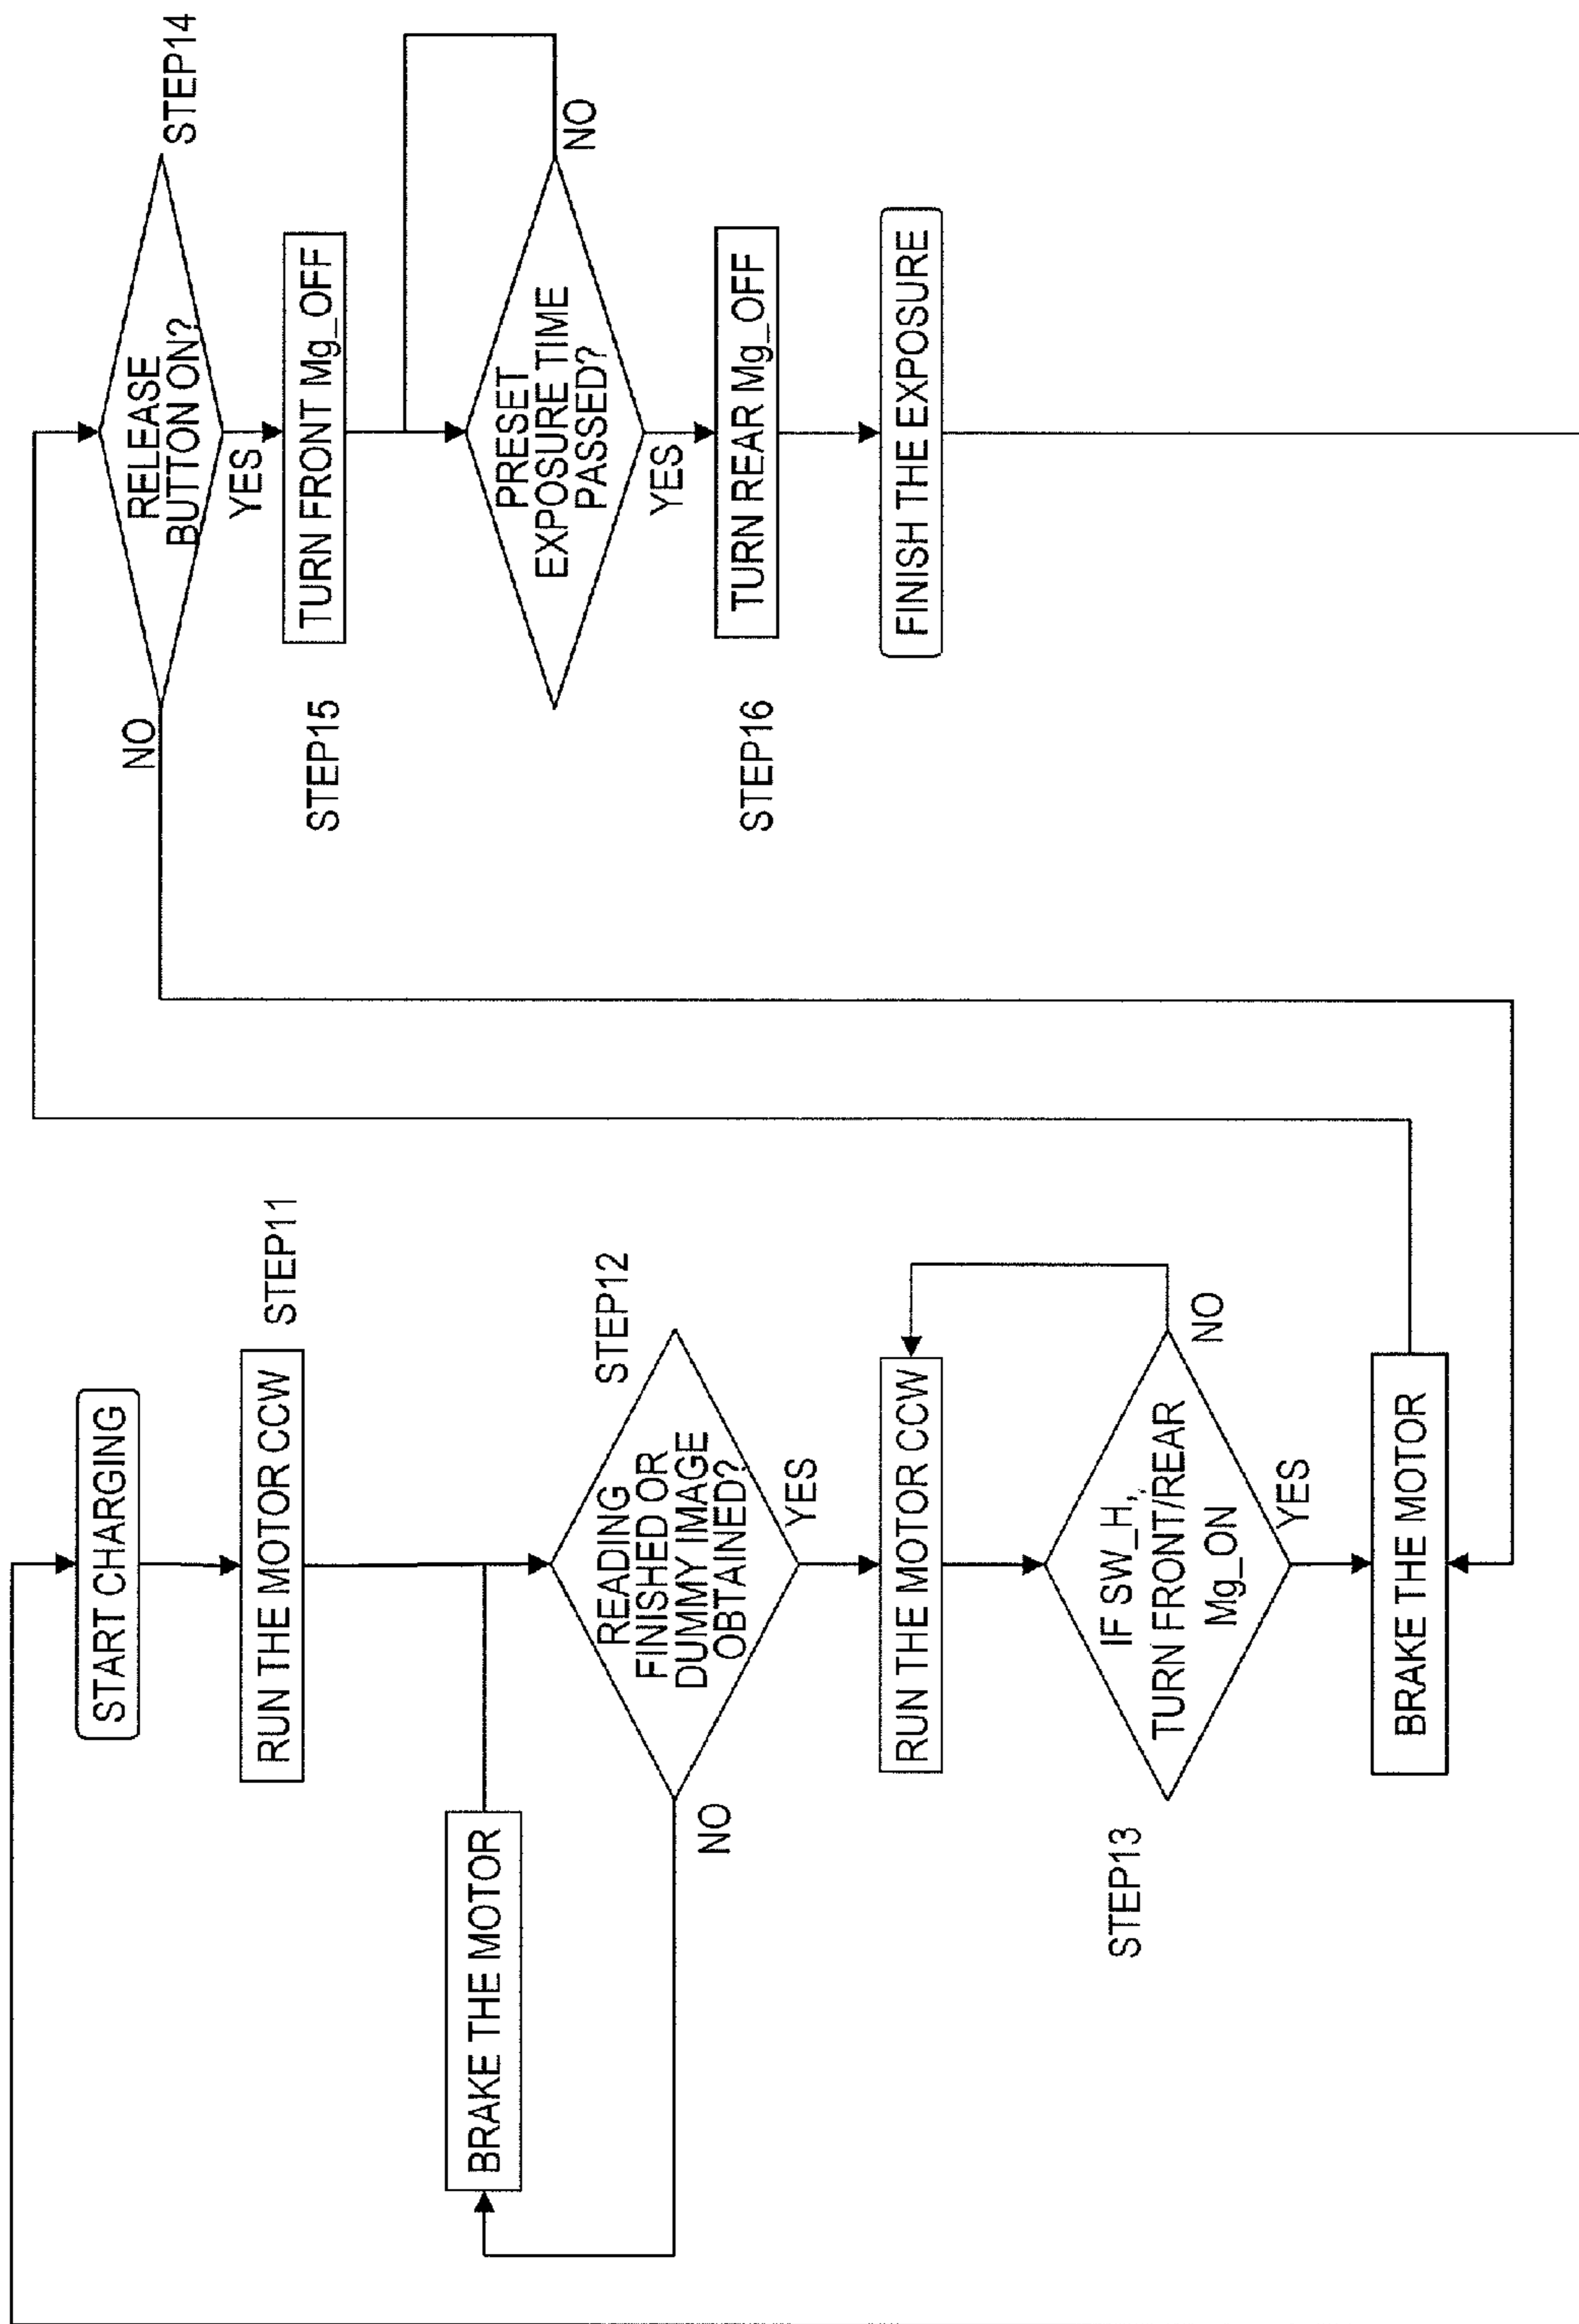 START CHARGING
RUN THE MOTOR CCW
STEP11
BRAKE THE MOTOR
READING
FINISHED OR
DUMMY IMAGE
OBTAINED?
STEP12
NO
YES
RUN THE MOTOR CCW
STEP13
IF SW_H,
TURN FRONT/REAR
Mg_ON
NO
YES
BRAKE THE MOTOR
RELEASE
BUTTON ON?
STEP14
NO
YES
STEP15
TURN FRONT Mg_OFF
PRESET
EXPOSURE TIME
PASSED?
NO
YES
STEP16
TURN REAR Mg_OFF
FINISH THE EXPOSURE